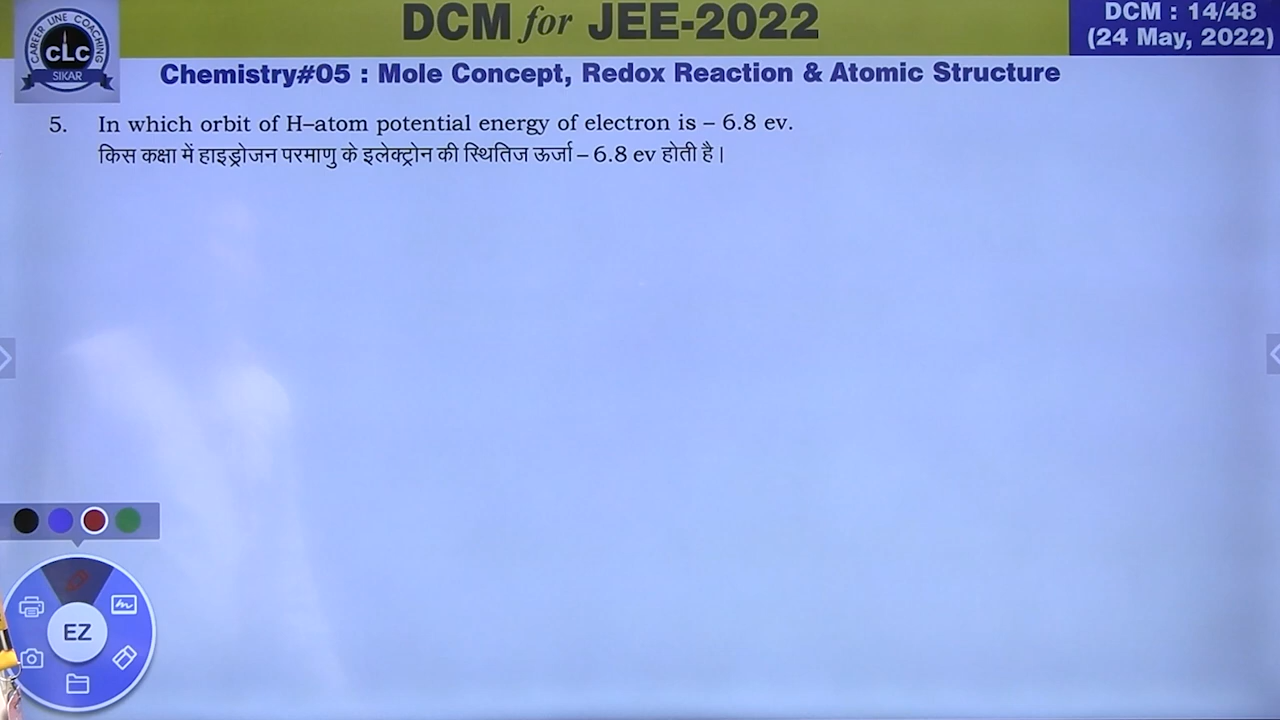 CAREER LINE COACHING
CLC
SIKAR
DCM for JEE-2022
DCM : 14/48
(24 May, 2022)
Chemistry#05 : Mole Concept, Redox Reaction & Atomic Structure
5. In which orbit of H–atom potential energy of electron is – 6.8 ev.
किस कक्षा में हाइड्रोजन परमाणु के इलेक्ट्रोन की स्थितिज ऊर्जा – 6.8 ev होती है |
EZ